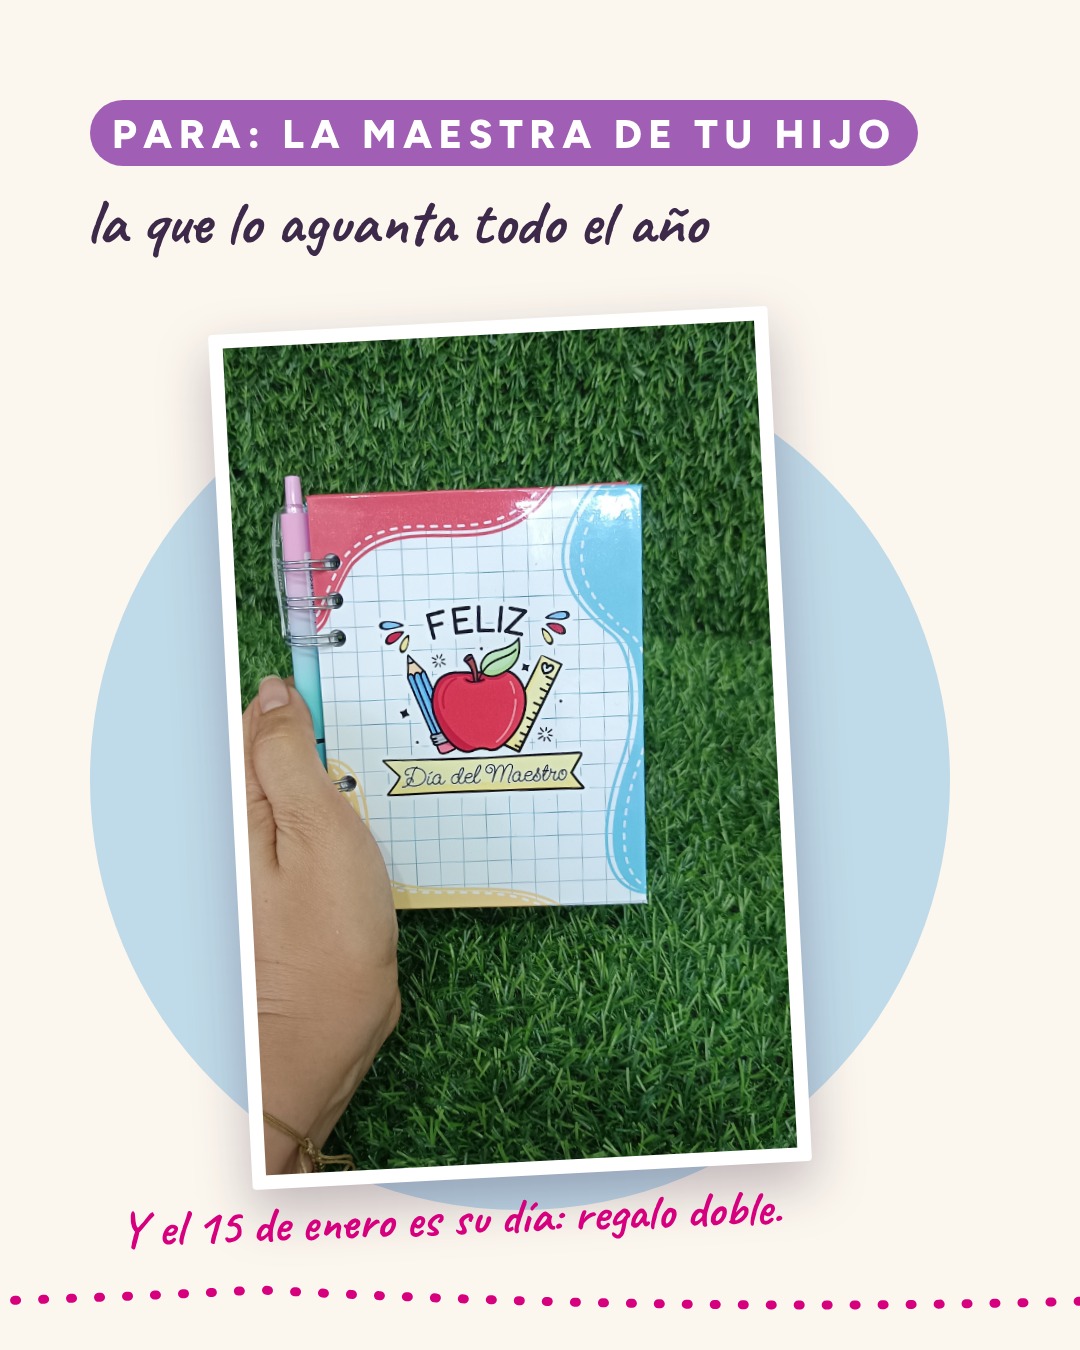 PARA: LA MAESTRA DE TU HIJO
la que lo aguanta todo el año
FELIZ
Día del Maestro
Y el 15 de enero es su día: regalo doble.